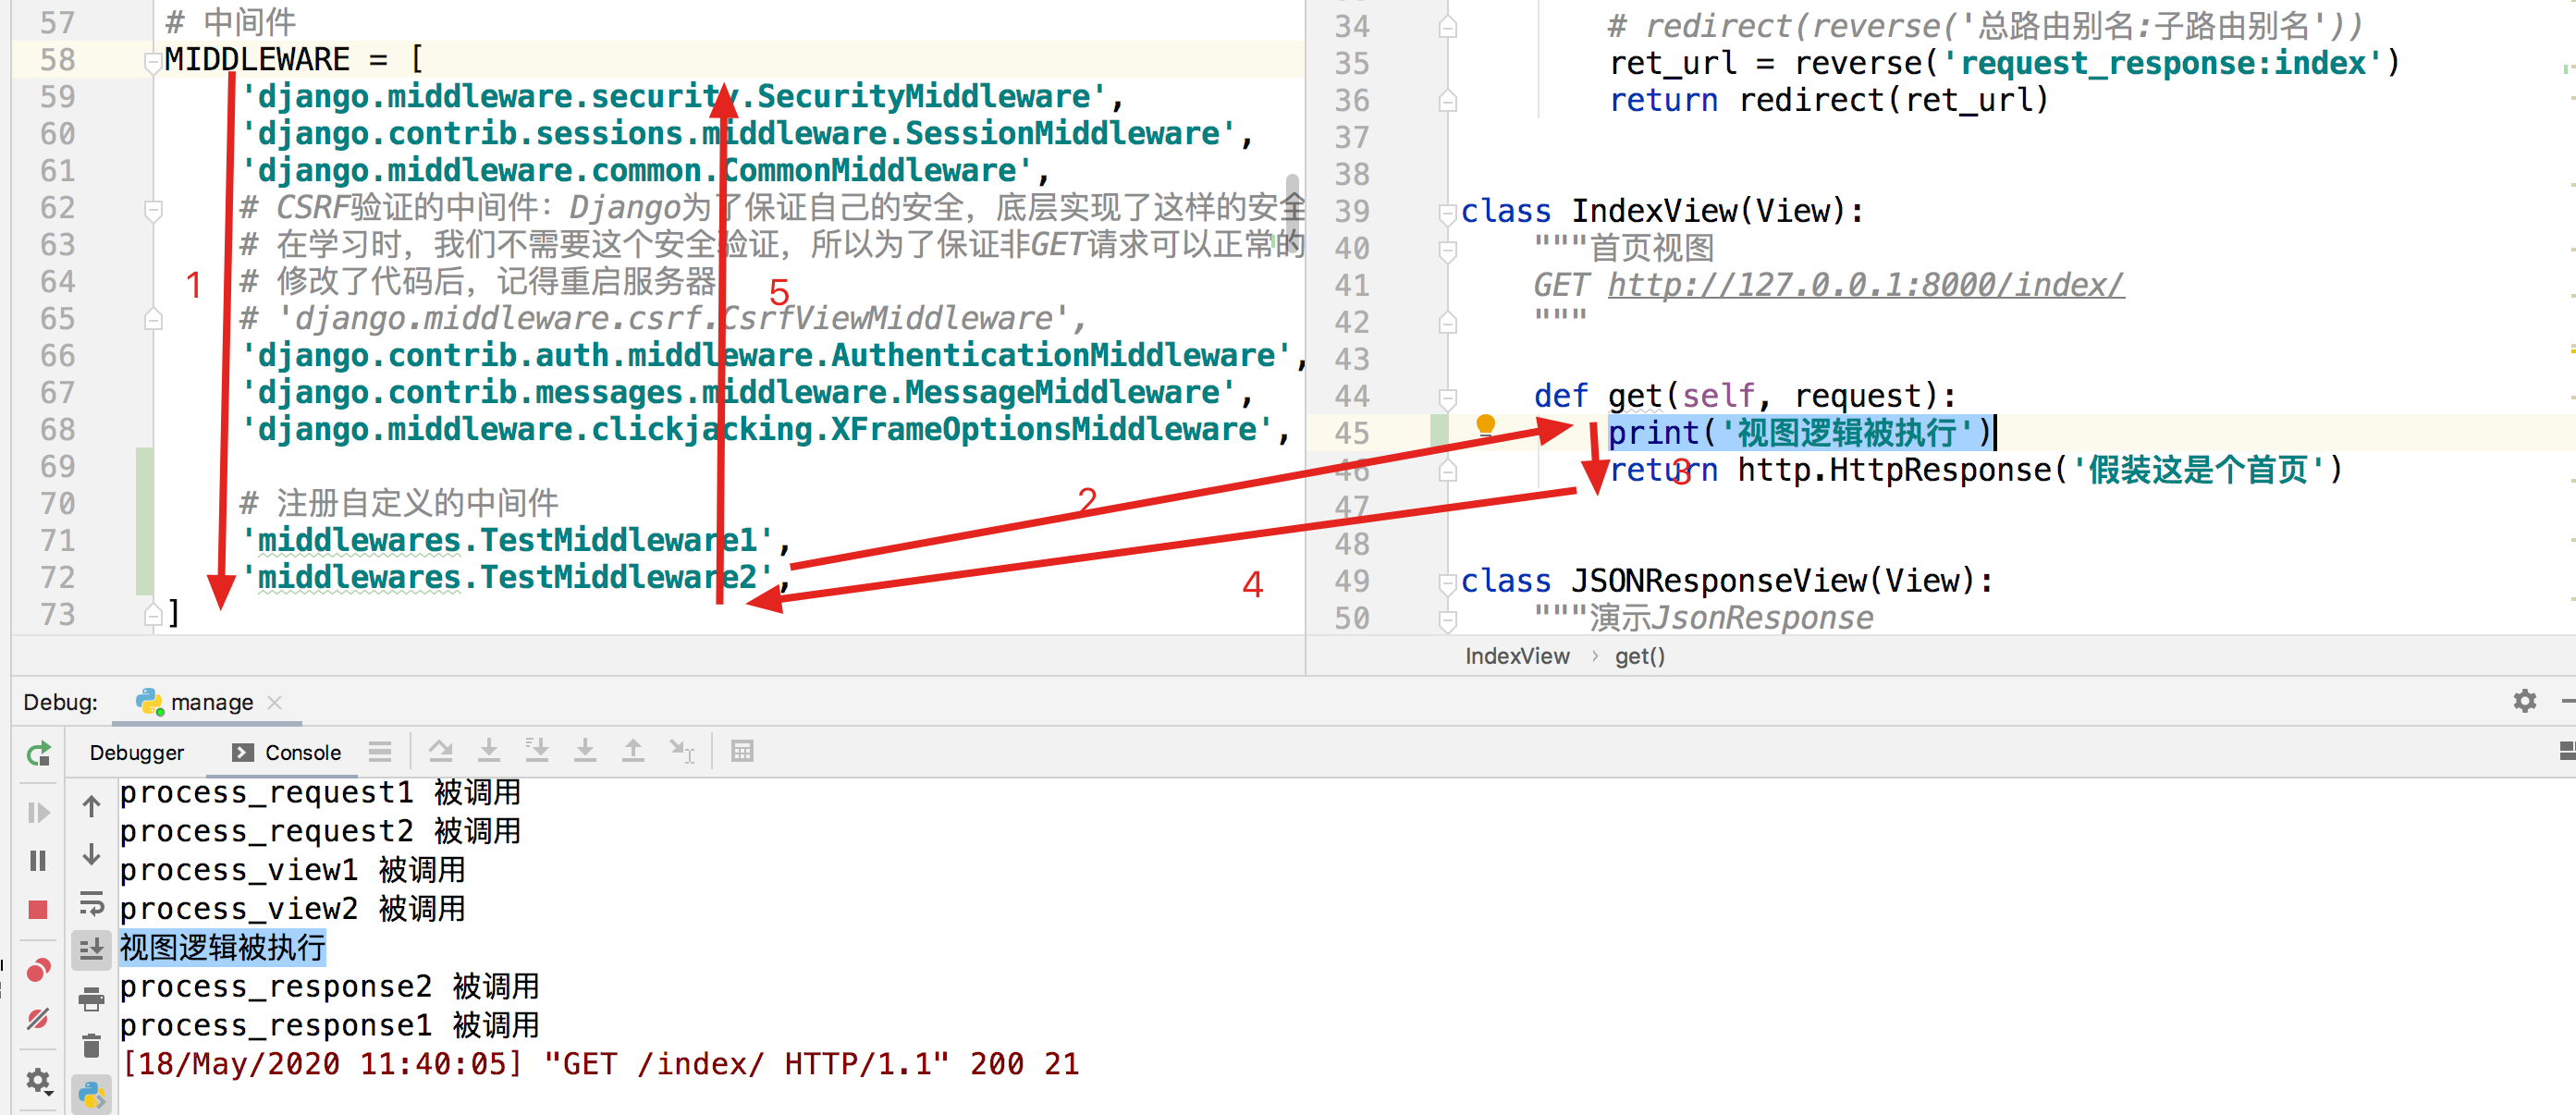 57 # 中间件
58 MIDDLEWARE = [
59 'django.middleware.security.SecurityMiddleware',
60 'django.contrib.sessions.middleware.SessionMiddleware',
61 'django.middleware.common.CommonMiddleware',
62 # CSRF验证的中间件：Django为了保证自己的安全，底层实现了这样的安全
63 # 在学习时，我们不需要这个安全验证，所以为了保证非GET请求可以正常的
64 # 修改了代码后，记得重启服务器
65 # 'django.middleware.csrf.CsrfViewMiddleware',
66 'django.contrib.auth.middleware.AuthenticationMiddleware',
67 'django.contrib.messages.middleware.MessageMiddleware',
68 'django.middleware.clickjacking.XFrameOptionsMiddleware',
69
70 # 注册自定义的中间件
71 'middlewares.TestMiddleware1',
72 'middlewares.TestMiddleware2',
73 ]
1
5
2
4
34 # redirect(reverse('总路由别名:子路由别名'))
35 ret_url = reverse('request_response:index')
36 return redirect(ret_url)
37
38
39 class IndexView(View):
40 """首页视图
41 GET http://127.0.0.1:8000/index/
42 """
43
44 def get(self, request):
45 print('视图逻辑被执行')
46 return http.HttpResponse('假装这是个首页')
3
47
48
49 class JSONResponseView(View):
50 """演示JsonResponse
IndexView › get()
Debug: manage
Debugger Console
process_request1 被调用
process_request2 被调用
process_view1 被调用
process_view2 被调用
视图逻辑被执行
process_response2 被调用
process_response1 被调用
[18/May/2020 11:40:05] "GET /index/ HTTP/1.1" 200 21